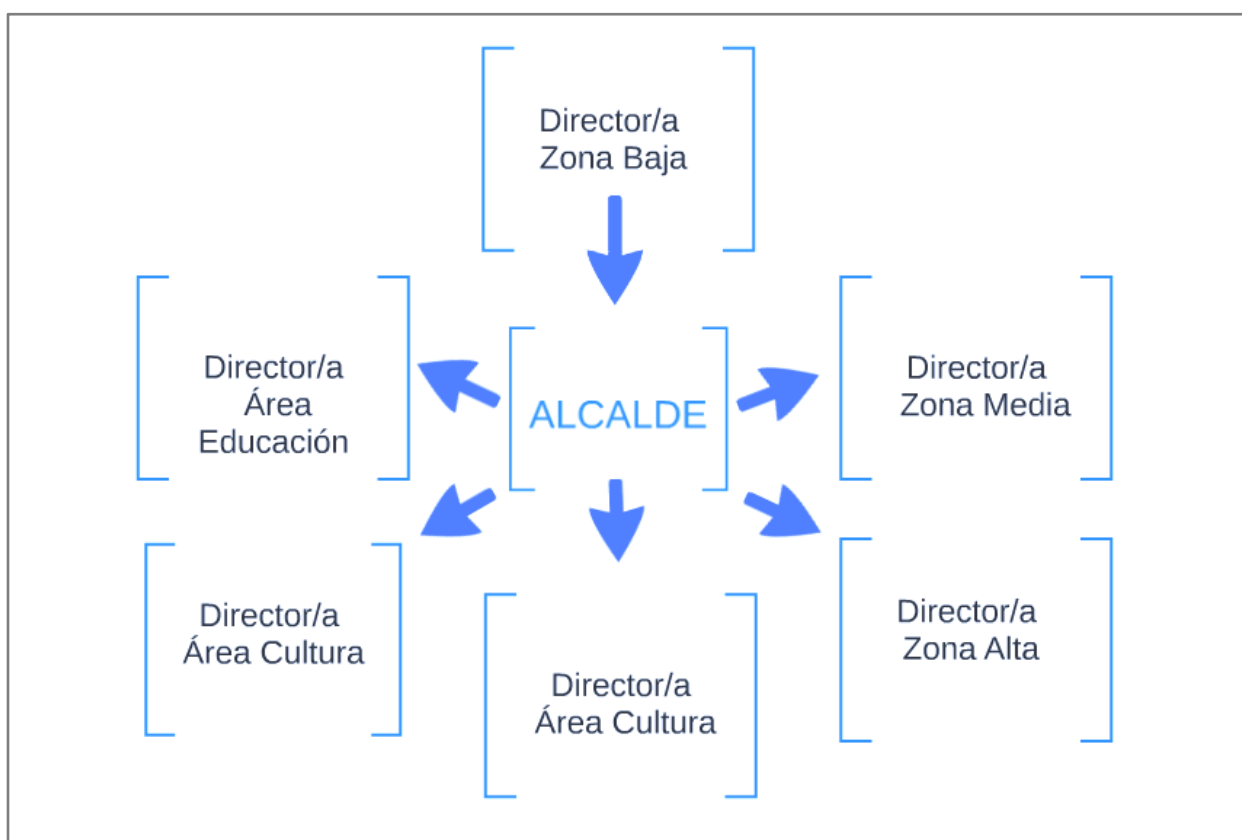 Director/a
Zona Baja
Director/a
Área
Educación
ALCALDE
Director/a
Zona Media
Director/a
Área Cultura
Director/a
Área Cultura
Director/a
Zona Alta